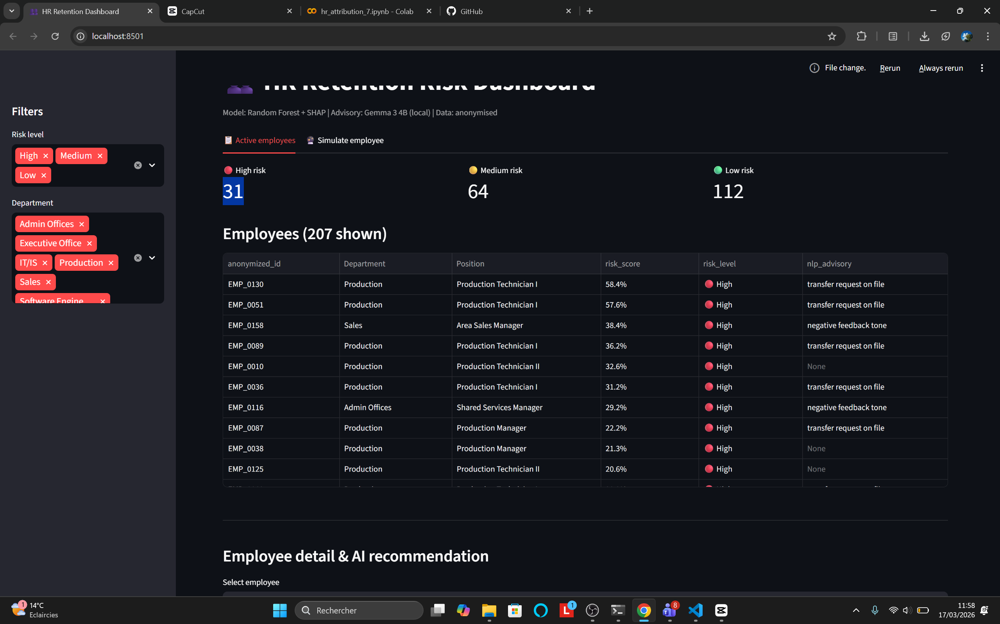 HR Retention Dashboard
CapCut
hr_attribution_7.ipynb - Colab
GitHub
localhost:8501
File change. Rerun Always rerun
HR Retention Risk Dashboard
Model: Random Forest + SHAP | Advisory: Gemma 3 4B (local) | Data: anonymised
Filters
Risk level
High
Medium
Low
Department
Admin Offices
Executive Office
IT/IS
Production
Sales
Software Engine
Active employees
Simulate employee
High risk
31
Medium risk
64
Low risk
112
Employees (207 shown)
anonymized_id Department Position risk_score risk_level nlp_advisory
EMP_0130 Production Production Technician I 58.4% High transfer request on file
EMP_0051 Production Production Technician I 57.6% High transfer request on file
EMP_0158 Sales Area Sales Manager 38.4% High negative feedback tone
EMP_0089 Production Production Technician I 36.2% High transfer request on file
EMP_0010 Production Production Technician II 32.6% High None
EMP_0036 Production Production Technician I 31.2% High transfer request on file
EMP_0116 Admin Offices Shared Services Manager 29.2% High negative feedback tone
EMP_0087 Production Production Manager 22.2% High transfer request on file
EMP_0038 Production Production Manager 21.3% High None
EMP_0125 Production Production Technician II 20.6% High None
Employee detail & AI recommendation
Select employee
1
14°C
Eclaircies
Rechercher
1
8
11:58
17/03/2026